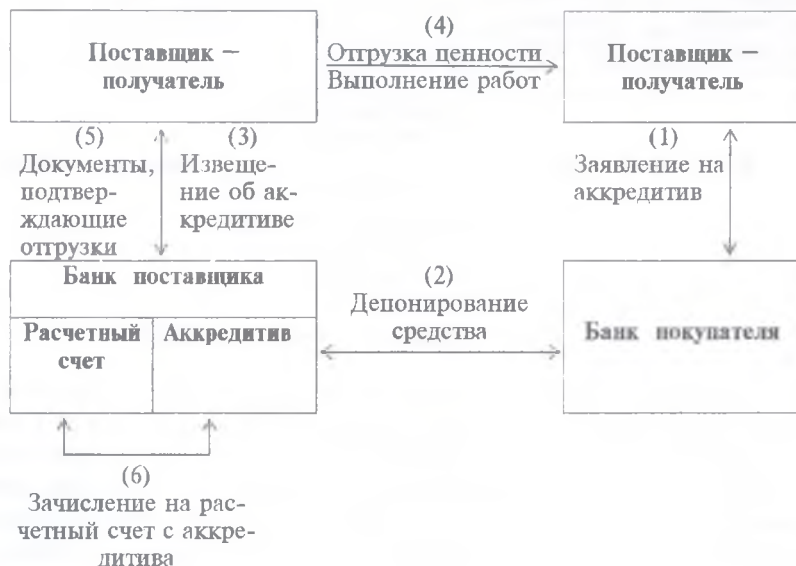 Поставщик —
получатель
(4)
Отгрузка ценности
Выполнение работ
Поставщик —
получатель
(5)
Документы,
подтвер-
ждающие
отгрузки
(3)
Извеще-
ние об ак-
кредитиве
(1)
Заявление на
аккредитив
Банк поставщика
Расчетный
счет
Аккредитив
(2)
Депонирование
средства
Банк покупателя
(6)
Зачисление на рас-
четный счет с аккре-
дитива